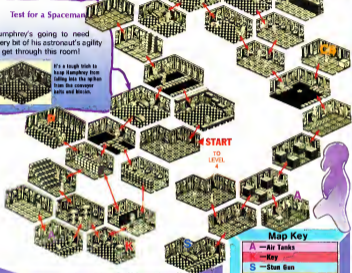 Test for a Spaceman
umphrey's going to need
ery bit of his astronaut's agility
get through this room!
It's a tough trick to
keep Humphrey from
falling into the spikes
from the conveyor
belts and blocks.
START
TO
LEVEL
4
A
S
Map Key
A —Air Tanks
K —Key
S —Stun Gun